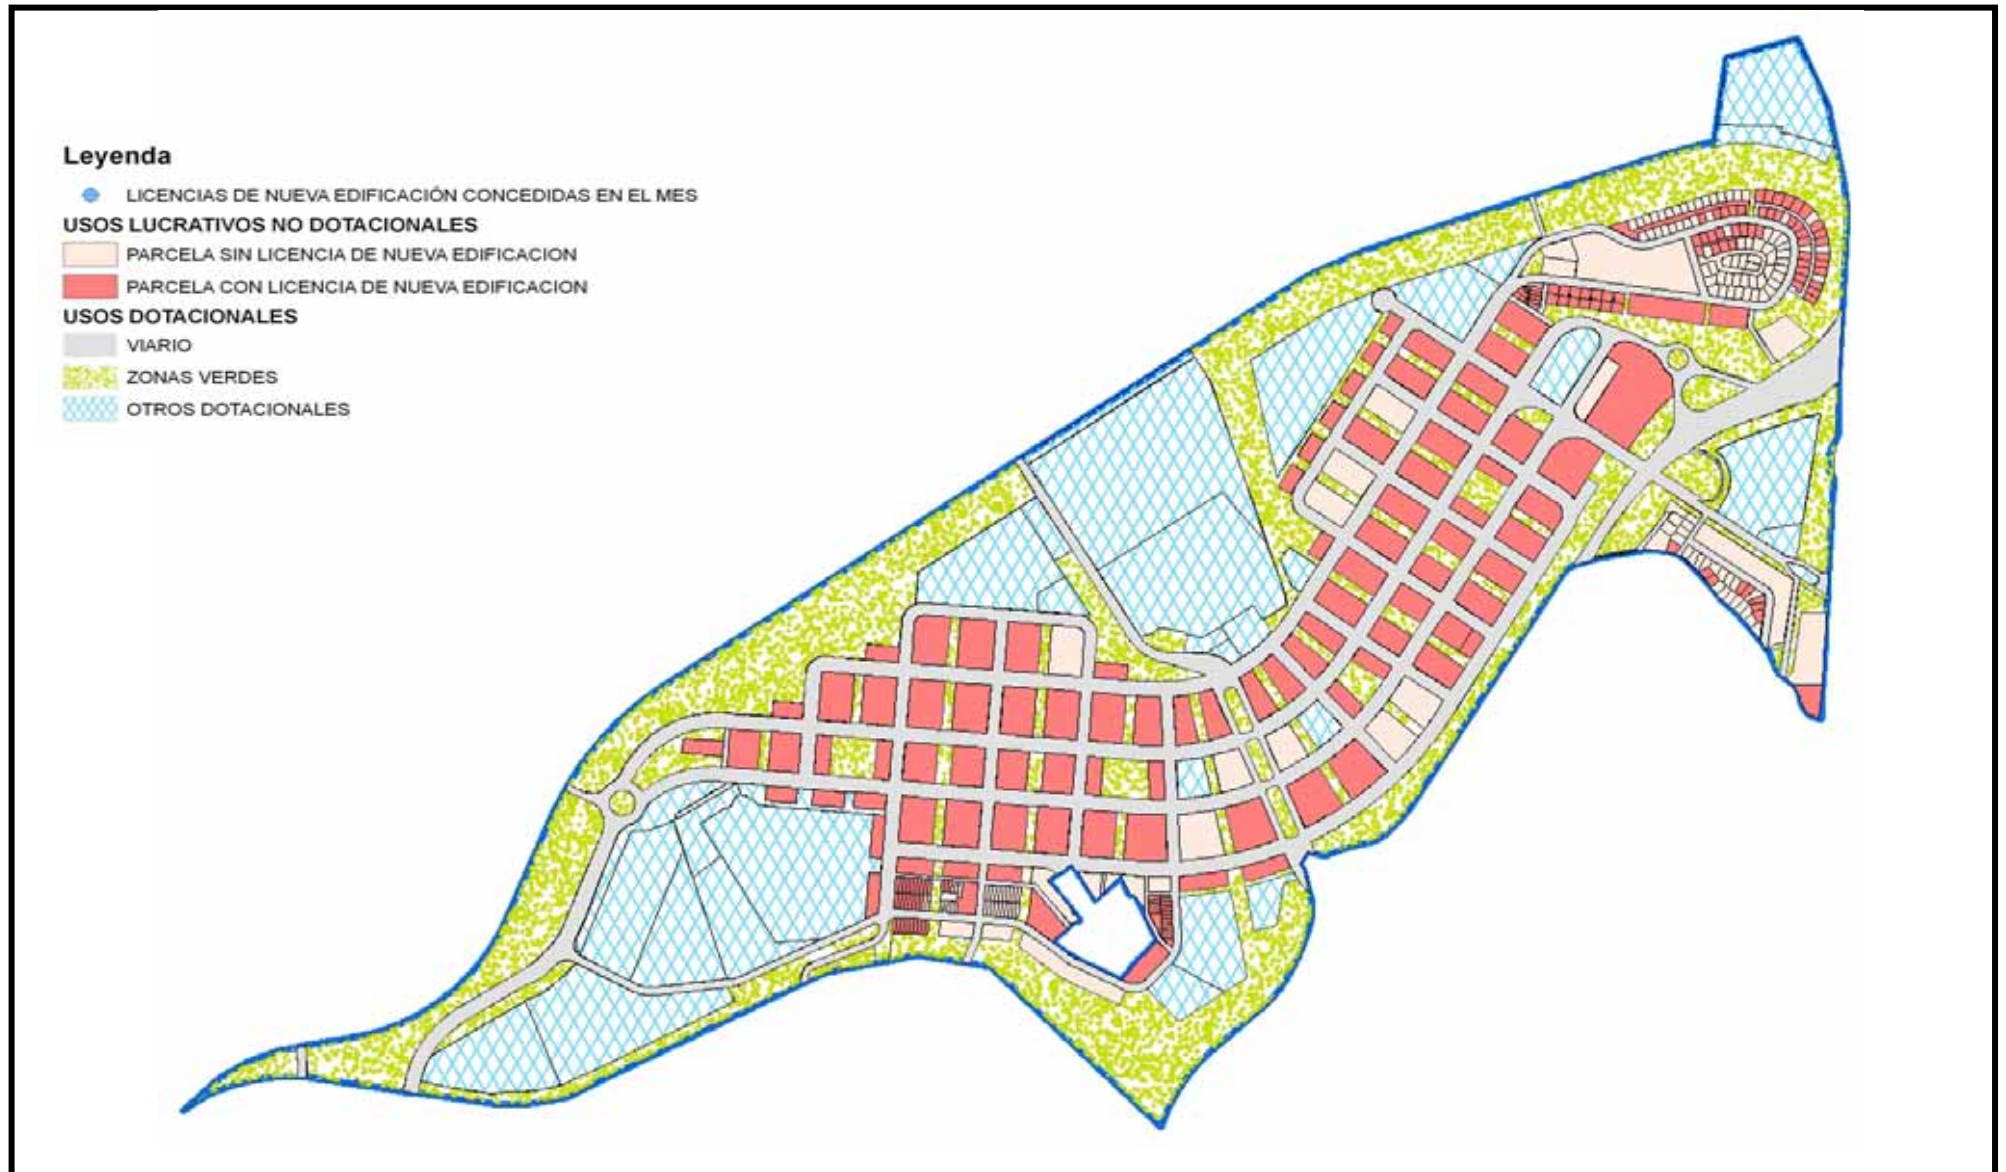 Leyenda
LICENCIAS DE NUEVA EDIFICACIÓN CONCEDIDAS EN EL MES
USOS LUCRATIVOS NO DOTACIONALES
PARCELA SIN LICENCIA DE NUEVA EDIFICACION
PARCELA CON LICENCIA DE NUEVA EDIFICACION
USOS DOTACIONALES
VIARIO
ZONAS VERDES
OTROS DOTACIONALES